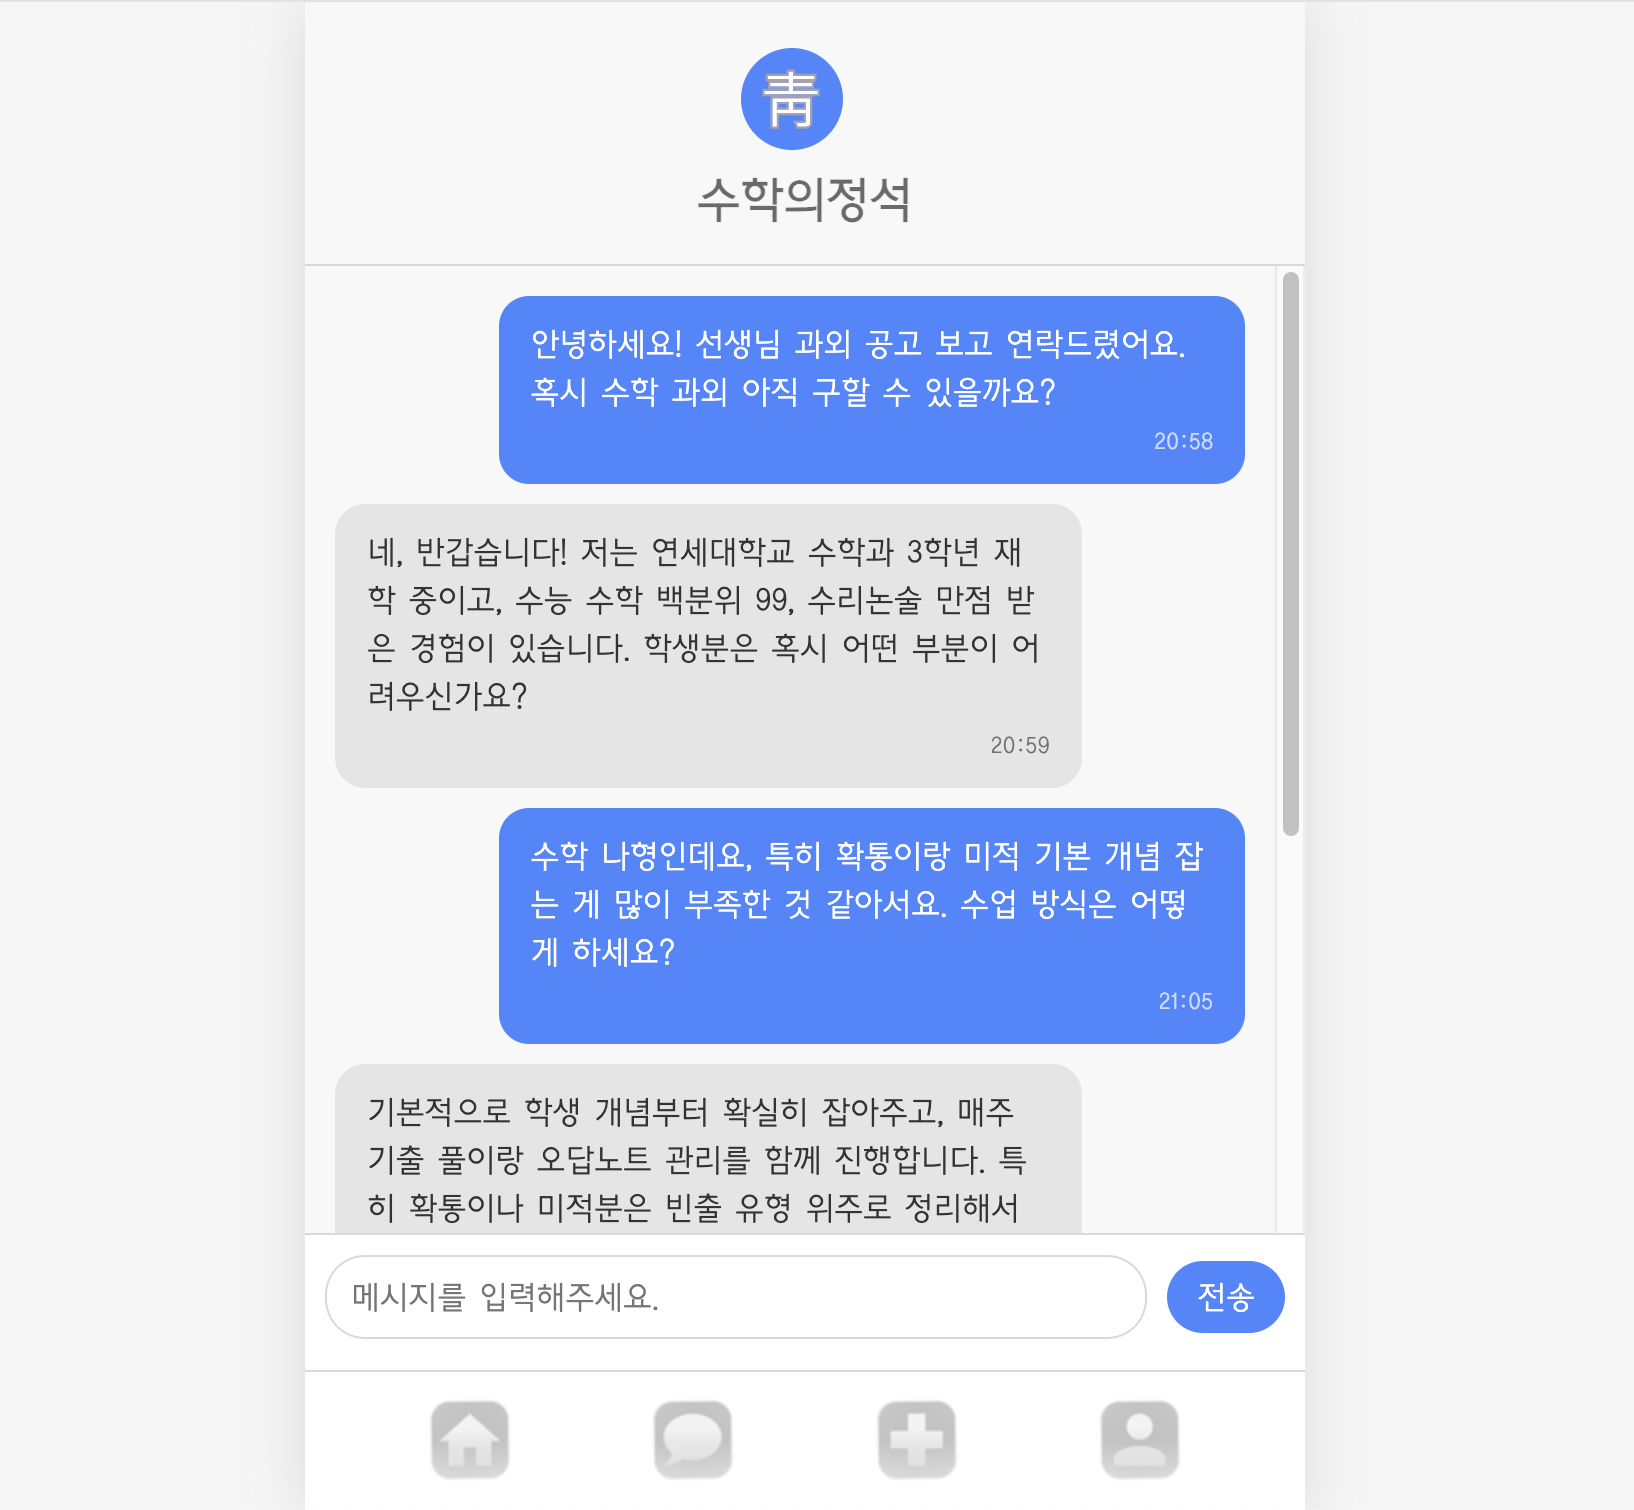 靑
수학의정석
안녕하세요! 선생님 과외 공고 보고 연락드렸어요.
혹시 수학 과외 아직 구할 수 있을까요?
20:58
네, 반갑습니다! 저는 연세대학교 수학과 3학년 재
학 중이고, 수능 수학 백분위 99, 수리논술 만점 받
은 경험이 있습니다. 학생분은 혹시 어떤 부분이 어
려우신가요?
20:59
수학 나형인데요, 특히 확통이랑 미적 기본 개념 잡
는 게 많이 부족한 것 같아서요. 수업 방식은 어떻
게 하세요?
21:05
기본적으로 학생 개념부터 확실히 잡아주고, 매주
기출 풀이랑 오답노트 관리를 함께 진행합니다. 특
히 확통이나 미적분은 빈출 유형 위주로 정리해서
메시지를 입력해주세요.
전송